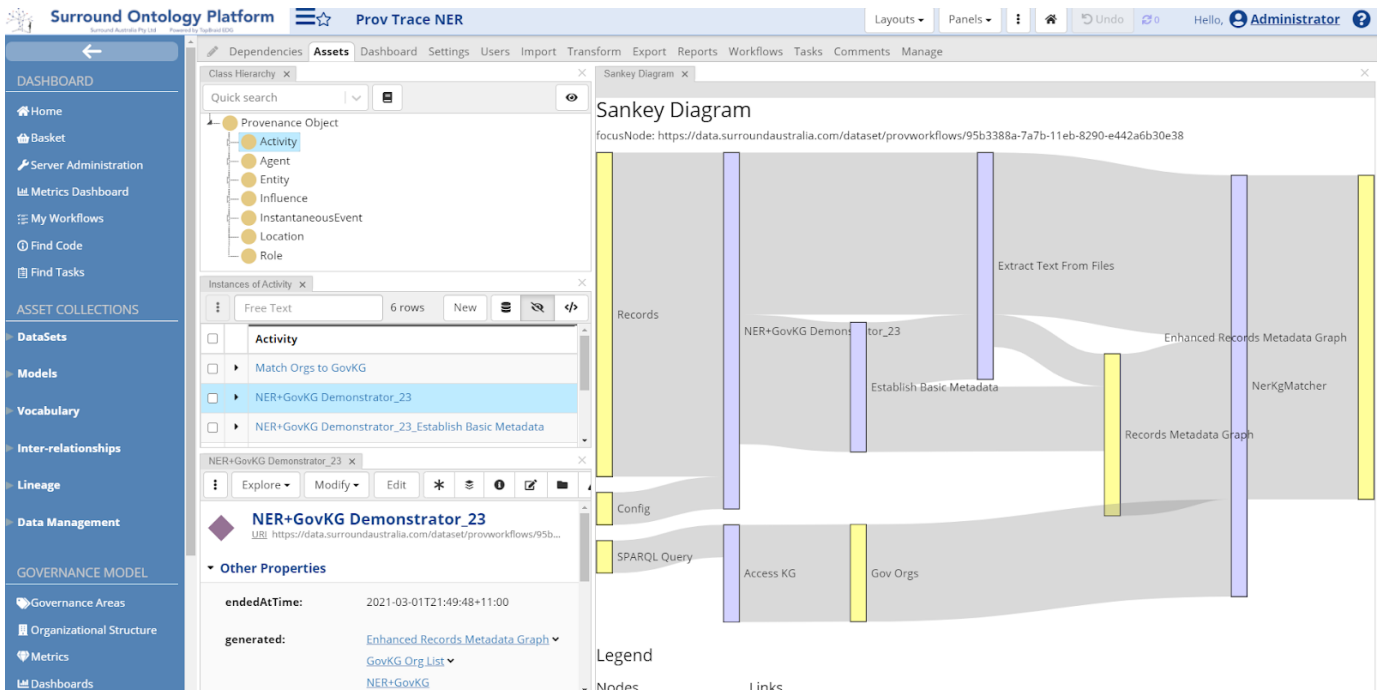 Surround Ontology Platform
Surround Australia Pty Ltd Powered by TopBraid EDG
Prov Trace NER
Layouts
Panels
Undo
0
Hello, Administrator
Dependencies Assets Dashboard Settings Users Import Transform Export Reports Workflows Tasks Comments Manage
DASHBOARD
Home
Basket
Server Administration
Metrics Dashboard
My Workflows
Find Code
Find Tasks
ASSET COLLECTIONS
DataSets
Models
Vocabulary
Inter-relationships
Lineage
Data Management
GOVERNANCE MODEL
Governance Areas
Organizational Structure
Metrics
Dashboards
Class Hierarchy
Quick search
Provenance Object
Activity
Agent
Entity
Influence
InstantaneousEvent
Location
Role
Instances of Activity
Free Text 6 rows New
Activity
Match Orgs to GovKG
NER+GovKG Demonstrator_23
NER+GovKG Demonstrator_23_Establish Basic Metadata
NER+GovKG Demonstrator_23
Explore Modify Edit
NER+GovKG Demonstrator_23
URI https://data.surroundaustralia.com/dataset/provworkflows/95b...
Other Properties
endedAtTime: 2021-03-01T21:49:48+11:00
generated: Enhanced Records Metadata Graph
GovKG Org List
NER+GovKG
Sankey Diagram
Sankey Diagram
focusNode: https://data.surroundaustralia.com/dataset/provworkflows/95b3388a-7a7b-11eb-8290-e442a6b30e38
Extract Text From Files
Records
NER+GovKG Demonstrator_23
Enhanced Records Metadata Graph
Establish Basic Metadata
NerKgMatcher
Records Metadata Graph
Config
SPARQL Query
Access KG
Gov Orgs
Legend
Nodes Links